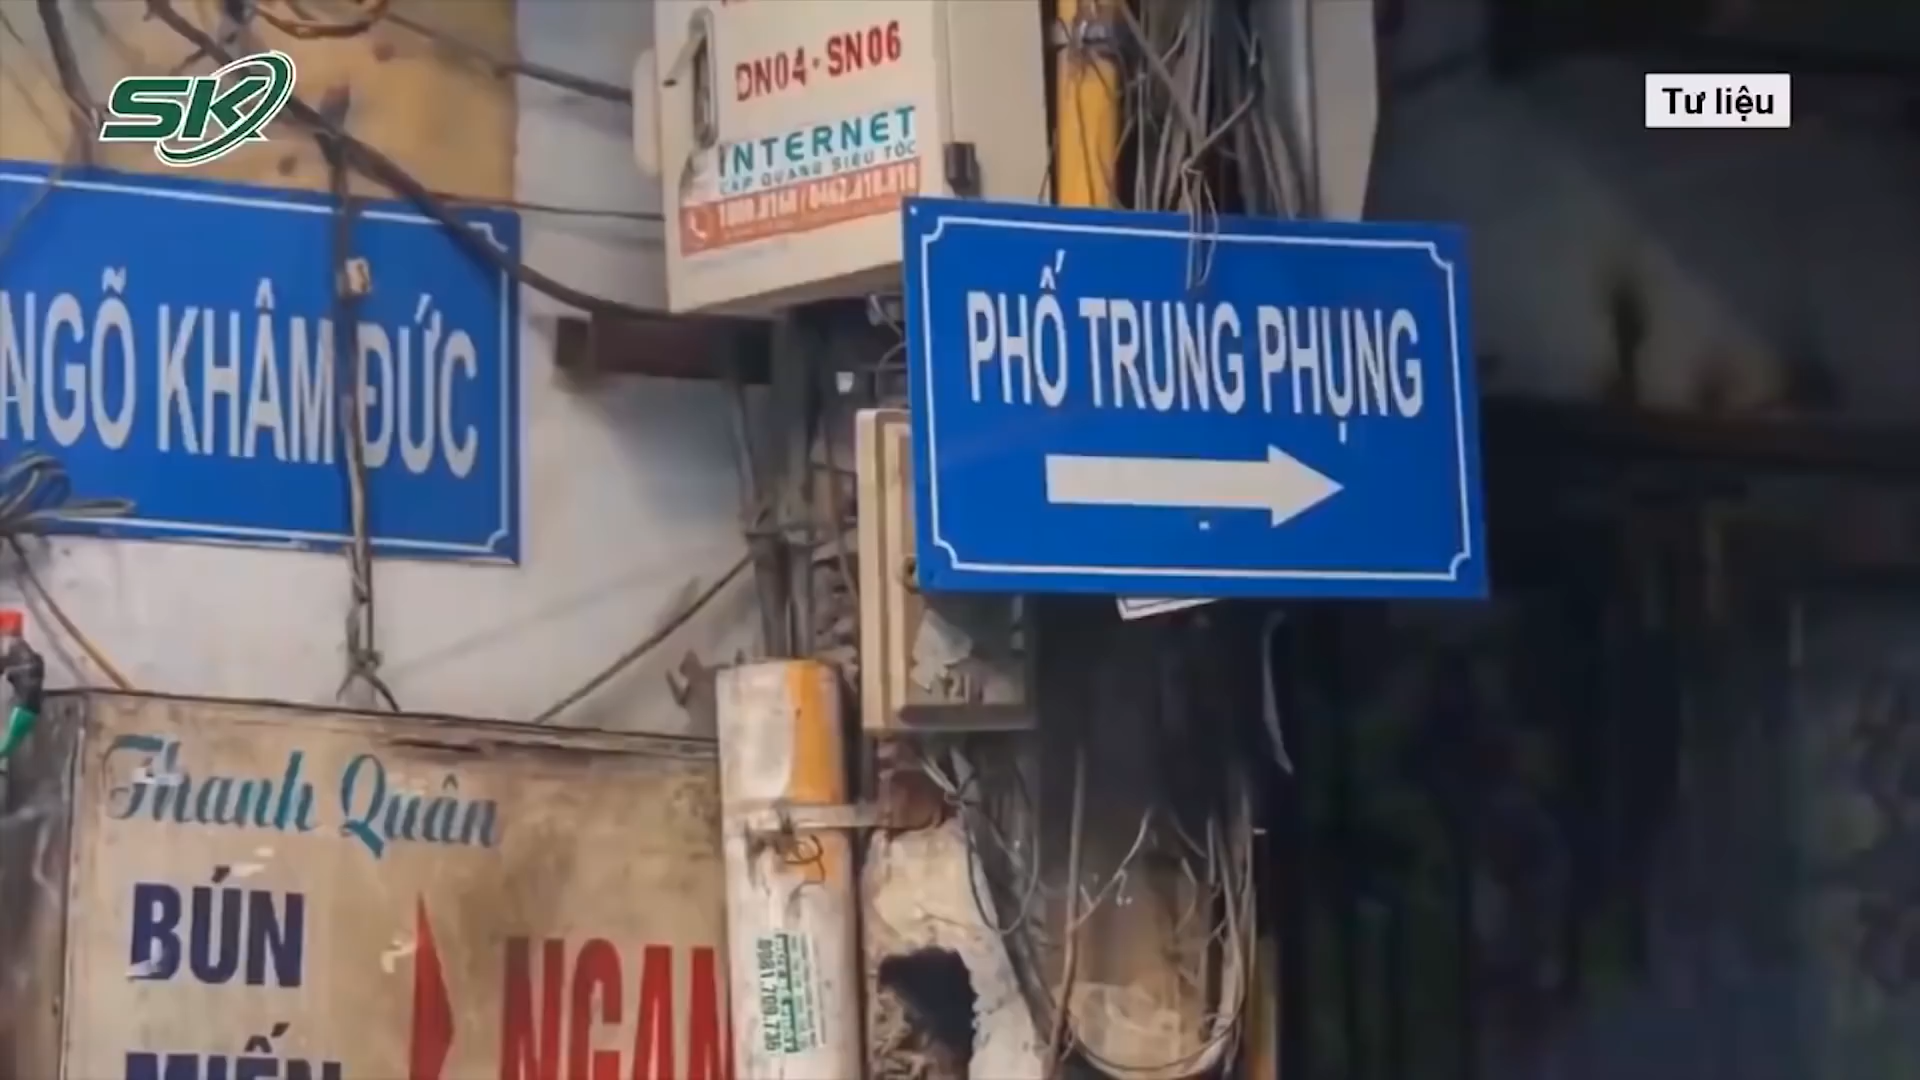 SK
Tư liệu
DN04-SN06
INTERNET
CÁP QUANG SIÊU TỐC
NGÕ KHÂM ĐỨC
PHỐ TRUNG PHỤNG
Thanh Quân
BÚN
MIẾN
NGAN